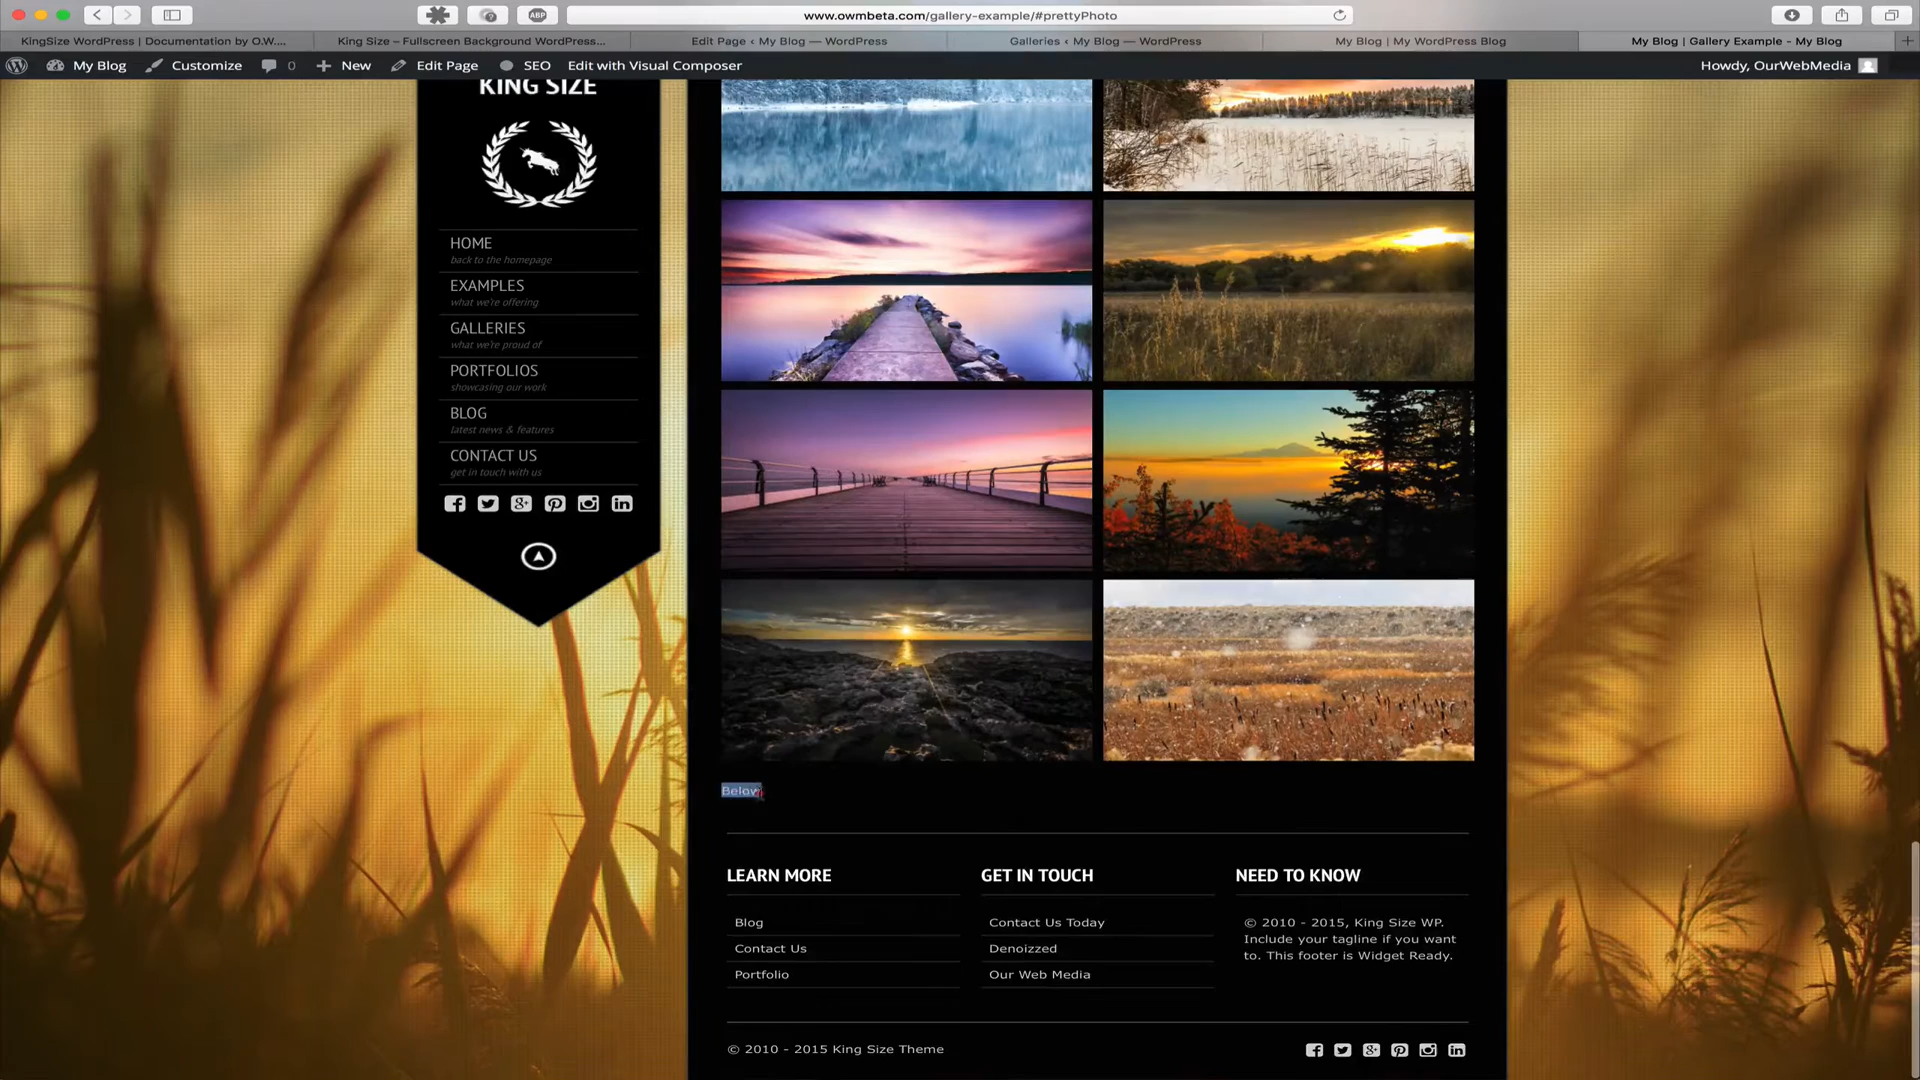 www.owmbeta.com/gallery-example/#prettyPhoto
KingSize WordPress | Documentation by O.W....
King Size – Fullscreen Background WordPress...
Edit Page ‹ My Blog — WordPress
Galleries ‹ My Blog — WordPress
My Blog | My WordPress Blog
My Blog | Gallery Example - My Blog
My Blog
Customize
0
New
Edit Page
SEO
Edit with Visual Composer
Howdy, OurWebMedia
ABP
KING SIZE
HOME
back to the homepage
EXAMPLES
what we're offering
GALLERIES
what we're proud of
PORTFOLIOS
showcasing our work
BLOG
latest news & features
CONTACT US
get in touch with us
Below
LEARN MORE
Blog
Contact Us
Portfolio
GET IN TOUCH
Contact Us Today
Denoizzed
Our Web Media
NEED TO KNOW
© 2010 - 2015, King Size WP.
Include your tagline if you want
to. This footer is Widget Ready.
© 2010 - 2015 King Size Theme